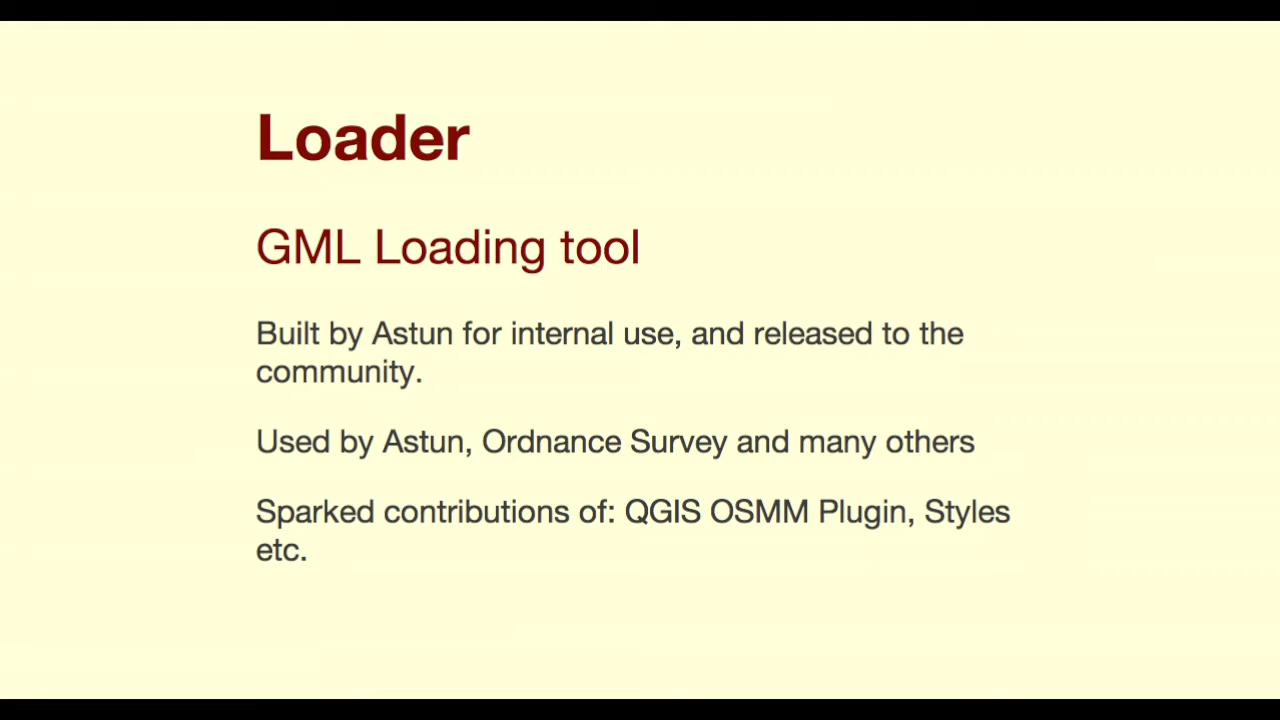 Loader
GML Loading tool
Built by Astun for internal use, and released to the
community.
Used by Astun, Ordnance Survey and many others
Sparked contributions of: QGIS OSMM Plugin, Styles
etc.